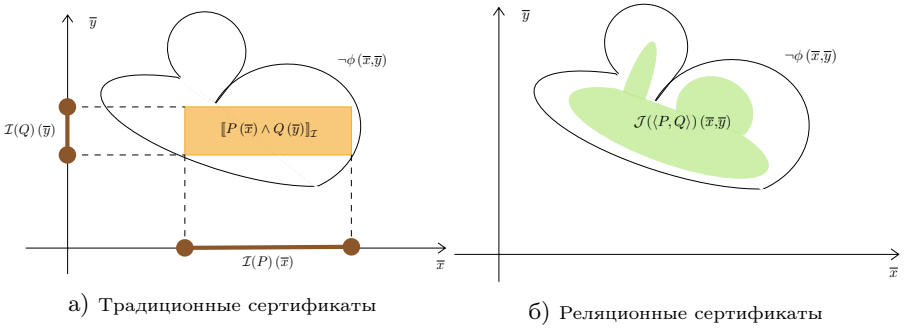 ȳ
¬ϕ (x̄,ȳ)
ℐ(Q) (ȳ)
⟦P (x̄) ∧ Q (ȳ)⟧ℐ
ℐ(P) (x̄)
x̄
а) Традиционные сертификаты
ȳ
¬ϕ (x̄,ȳ)
𝒥(⟨P, Q⟩) (x̄,ȳ)
x̄
б) Реляционные сертификаты